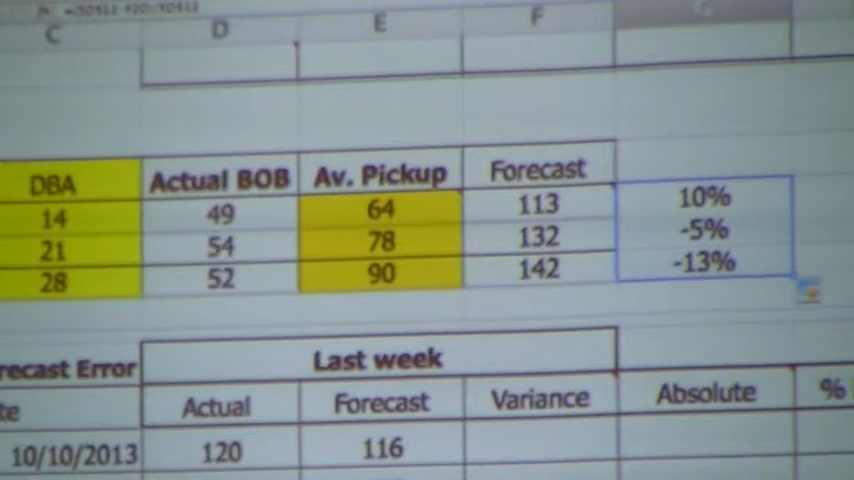 C D E F G
DBA Actual BOB Av. Pickup Forecast
14 49 64 113 10%
21 54 78 132 -5%
28 52 90 142 -13%
recast Error Last week
te Actual Forecast Variance Absolute %
10/10/2013 120 116